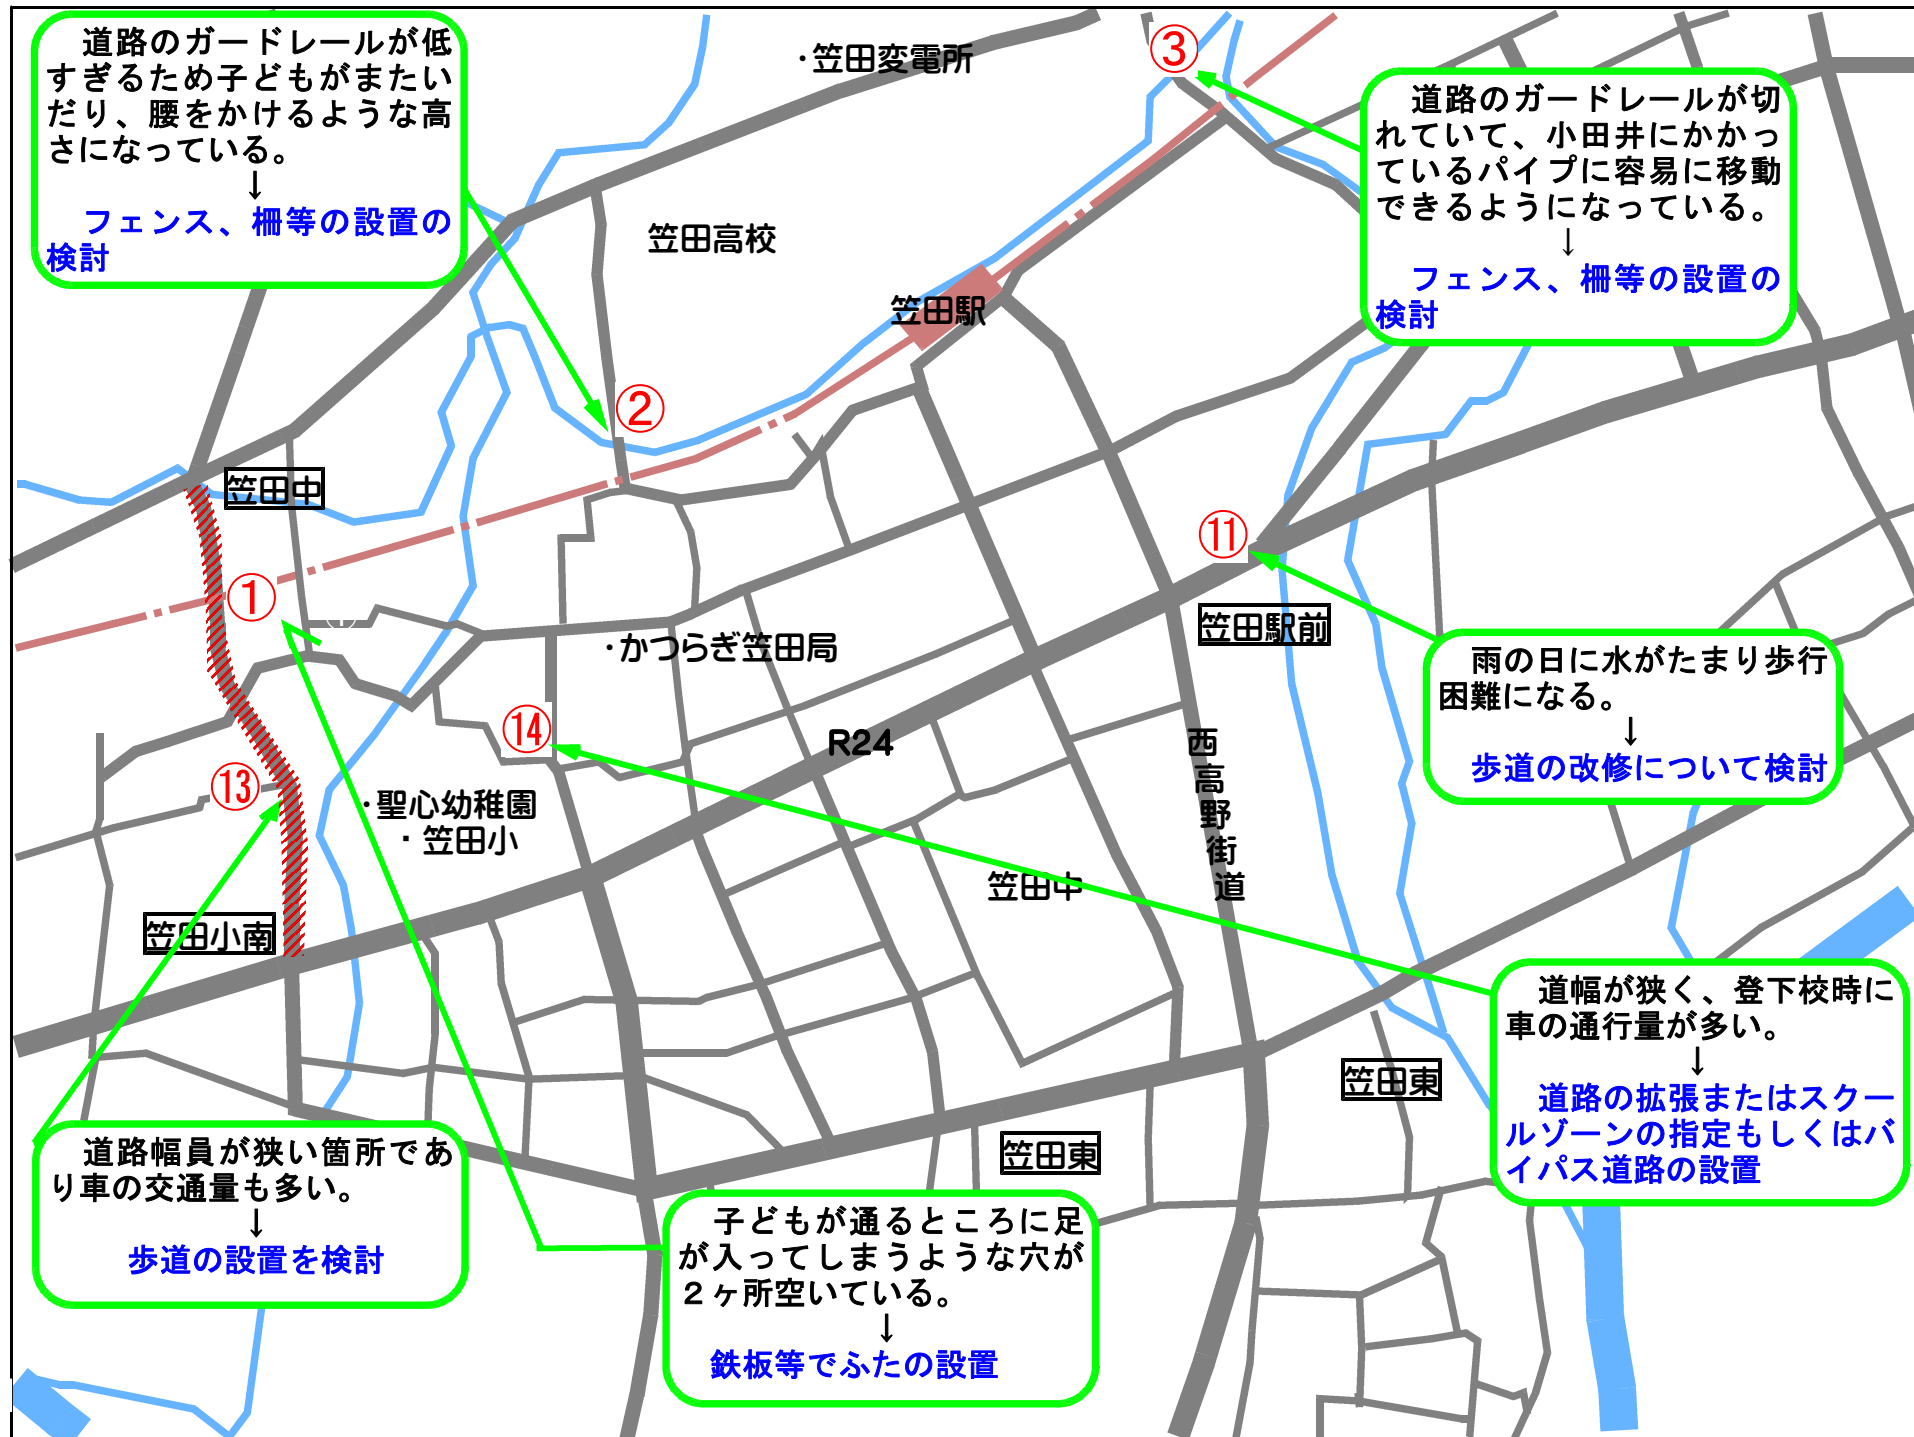 道路のガードレールが低
すぎるため子どもがまたい
だり、腰をかけるような高
さになっている。
↓
フェンス、柵等の設置の
検討
・笠田変電所
③
道路のガードレールが切
れていて、小田井にかかっ
ているパイプに容易に移動
できるようになっている。
↓
フェンス、柵等の設置の
検討
笠田高校
笠田駅
②
笠田中
⑪
①
笠田駅前
・かつらぎ笠田局
雨の日に水がたまり歩行
困難になる。
↓
歩道の改修について検討
⑭
R24
西高野街道
⑬
・聖心幼稚園
・笠田小
笠田中
笠田小南
道幅が狭く、登下校時に
車の通行量が多い。
↓
道路の拡張またはスクー
ルゾーンの指定もしくはバ
イパス道路の設置
笠田東
笠田東
道路幅員が狭い箇所であ
り車の交通量も多い。
↓
歩道の設置を検討
子どもが通るところに足
が入ってしまうような穴が
２ヶ所空いている。
↓
鉄板等でふたの設置